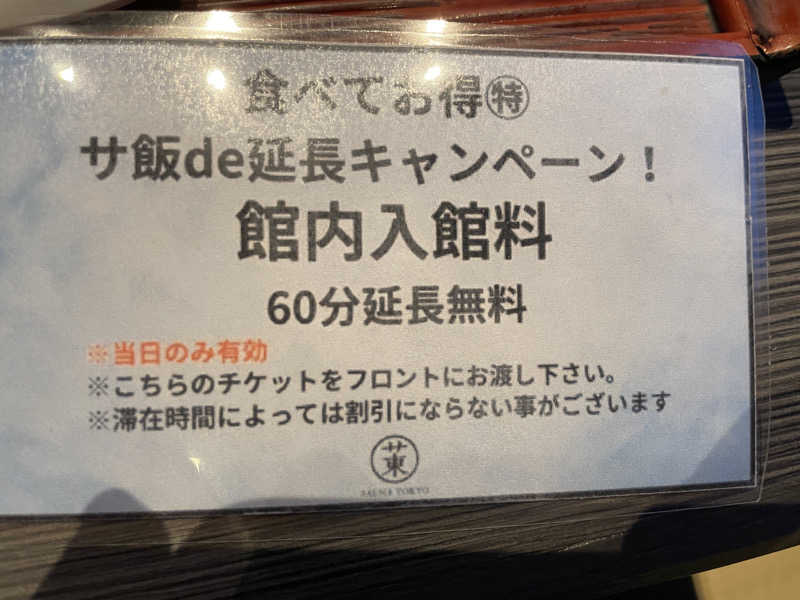 食べてお得㊕
サ飯de延長キャンペーン！
館内入館料
60分延長無料
※当日のみ有効
※こちらのチケットをフロントにお渡し下さい。
※滞在時間によっては割引にならない事がございます
サ東
SAUNA TOKYO